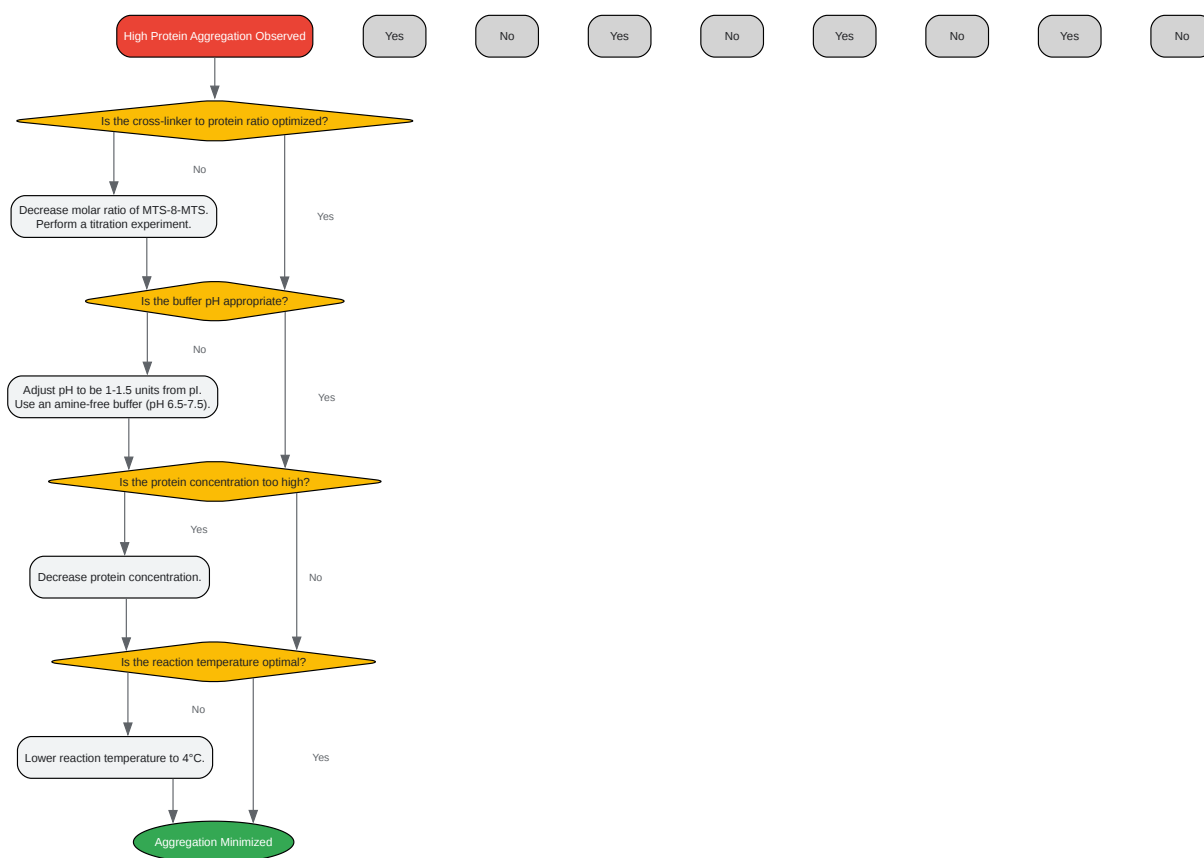 High Protein Aggregation Observed
Yes
No
Yes
No
Yes
No
Yes
No
Is the cross-linker to protein ratio optimized?
No
Decrease molar ratio of MTS-8-MTS.
Perform a titration experiment.
Yes
Is the buffer pH appropriate?
No
Adjust pH to be 1-1.5 units from pI.
Use an amine-free buffer (pH 6.5-7.5).
Yes
Is the protein concentration too high?
Yes
Decrease protein concentration.
No
Is the reaction temperature optimal?
No
Lower reaction temperature to 4°C.
Yes
Aggregation Minimized